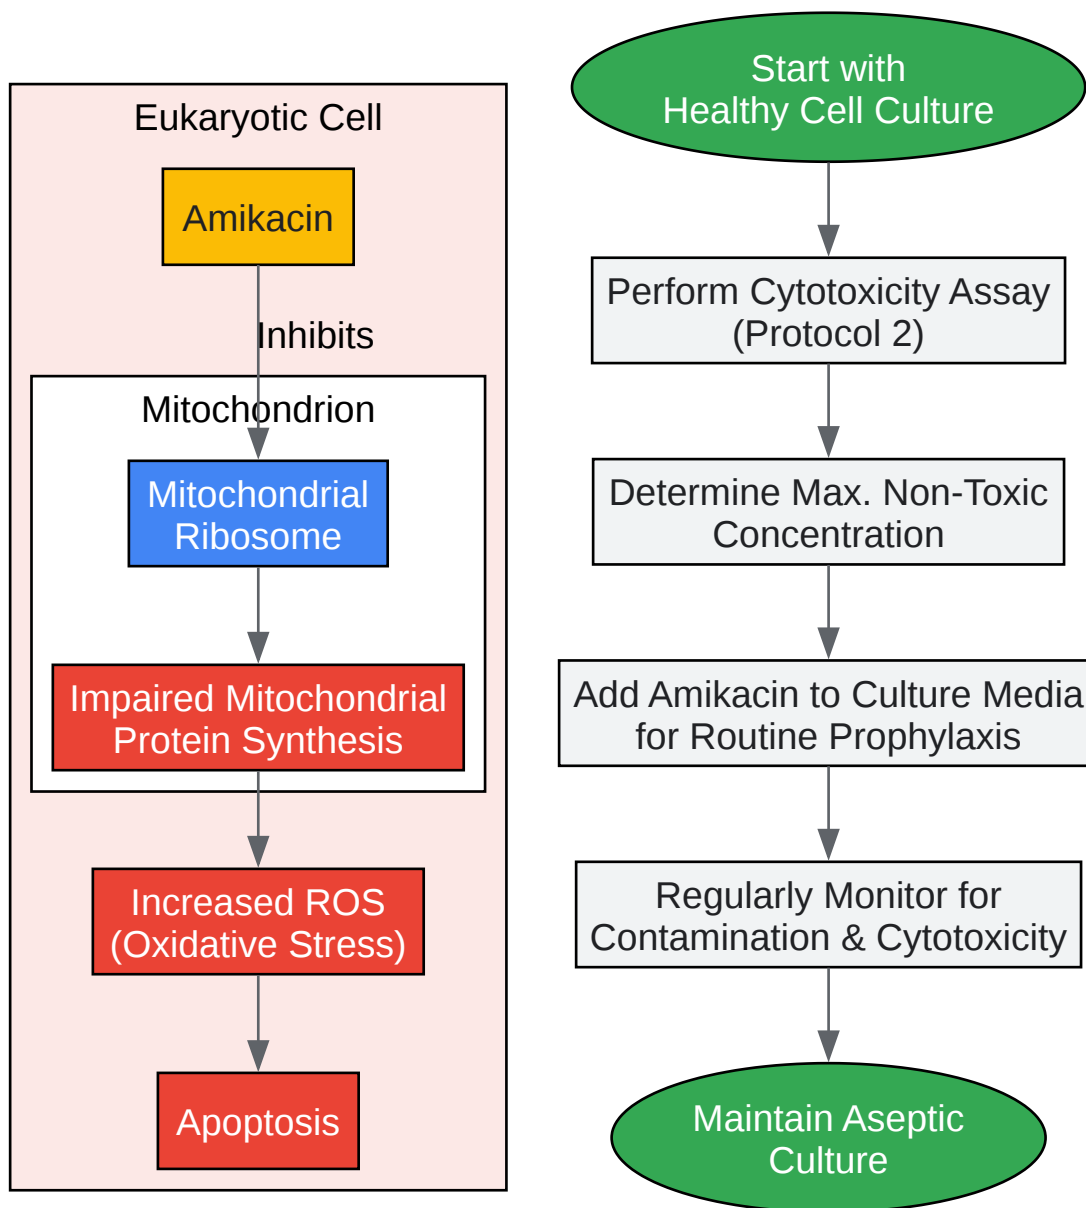 Eukaryotic Cell
Amikacin
Inhibits
Mitochondrion
Mitochondrial
Ribosome
Impaired Mitochondrial
Protein Synthesis
Increased ROS
(Oxidative Stress)
Apoptosis
Start with
Healthy Cell Culture
Perform Cytotoxicity Assay
(Protocol 2)
Determine Max. Non-Toxic
Concentration
Add Amikacin to Culture Media
for Routine Prophylaxis
Regularly Monitor for
Contamination & Cytotoxicity
Maintain Aseptic
Culture